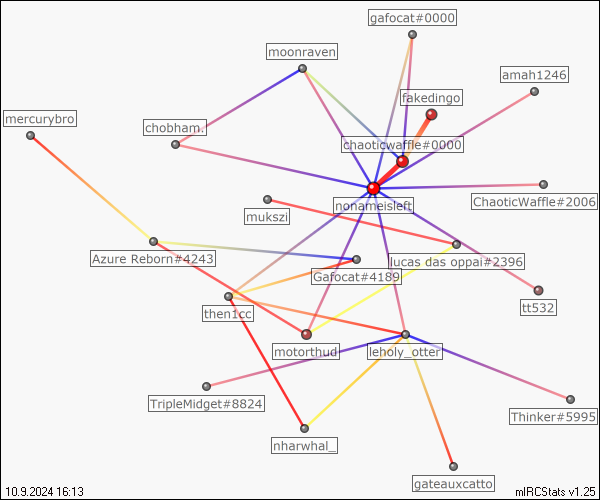 gafocat#0000
moonraven
amah1246
fakedingo
mercurybro
chobham.
chaoticwaffle#0000
nonameisleft
ChaoticWaffle#2006
mukszi
Azure Reborn#4243
lucas das oppai#2396
Gafocat#4189
then1cc
tt532
motorthud
leholy_otter
TripleMidget#8824
Thinker#5995
nharwhal_
gateauxcatto
10.9.2024 16:13
mIRCStats v1.25